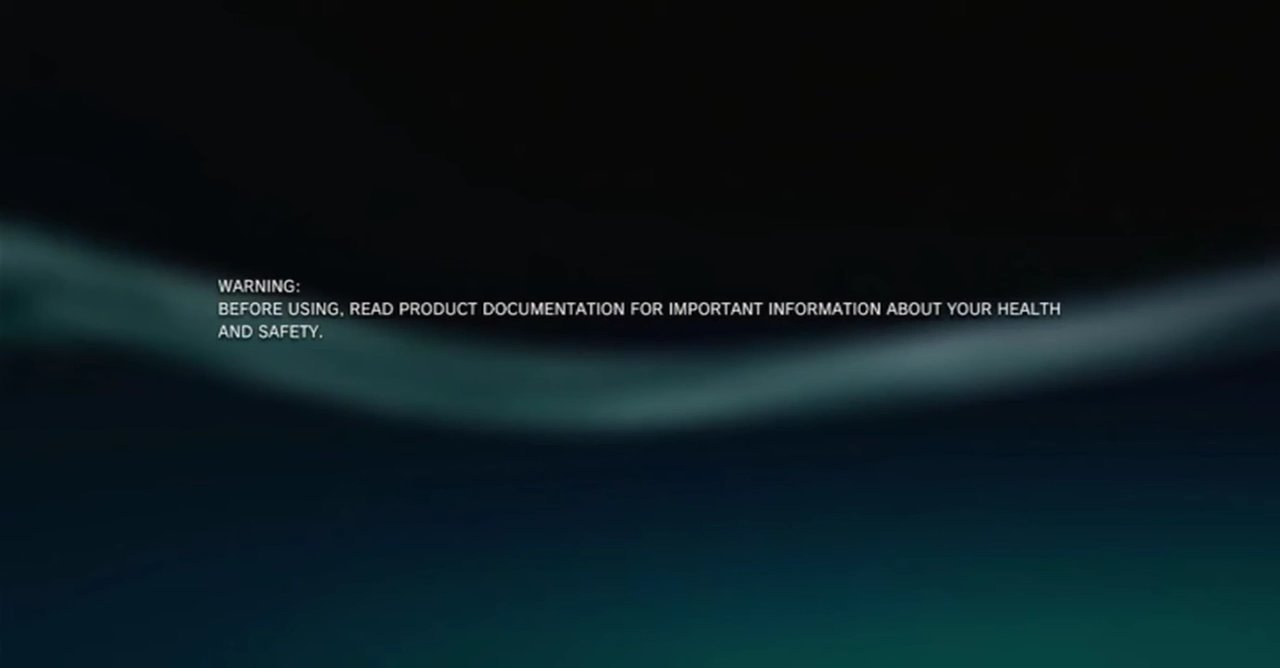 WARNING:
BEFORE USING, READ PRODUCT DOCUMENTATION FOR IMPORTANT INFORMATION ABOUT YOUR HEALTH
AND SAFETY.